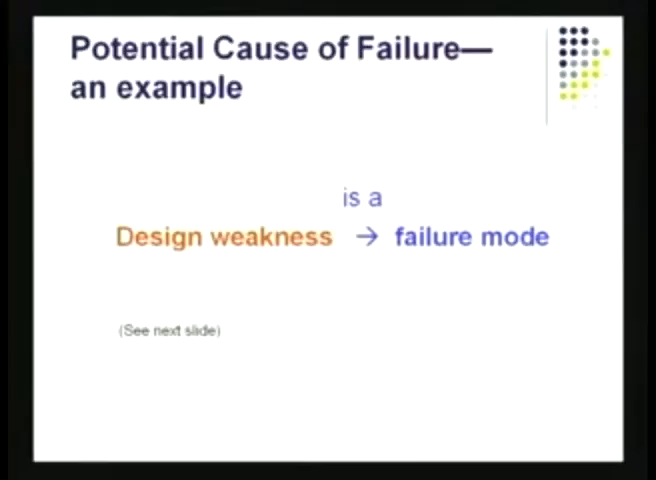 Potential Cause of Failure—
an example
is a
Design weakness → failure mode
(See next slide)